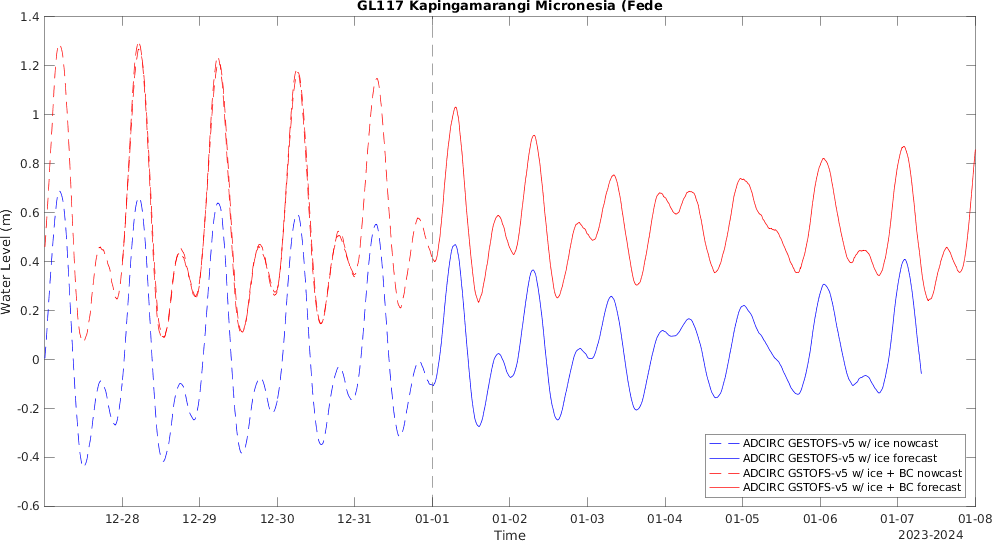 GL117 Kapingamarangi Micronesia (Fede
1.4
1.2
1
0.8
0.6
0.4
0.2
0
-0.2
-0.4
-0.6
Water Level (m)
ADCIRC GESTOFS-v5 w/ ice nowcast
ADCIRC GESTOFS-v5 w/ ice forecast
ADCIRC GSTOFS-v5 w/ ice + BC nowcast
ADCIRC GSTOFS-v5 w/ ice + BC forecast
12-28 12-29 12-30 12-31 01-01 01-02 01-03 01-04 01-05 01-06 01-07 01-08
Time
2023-2024